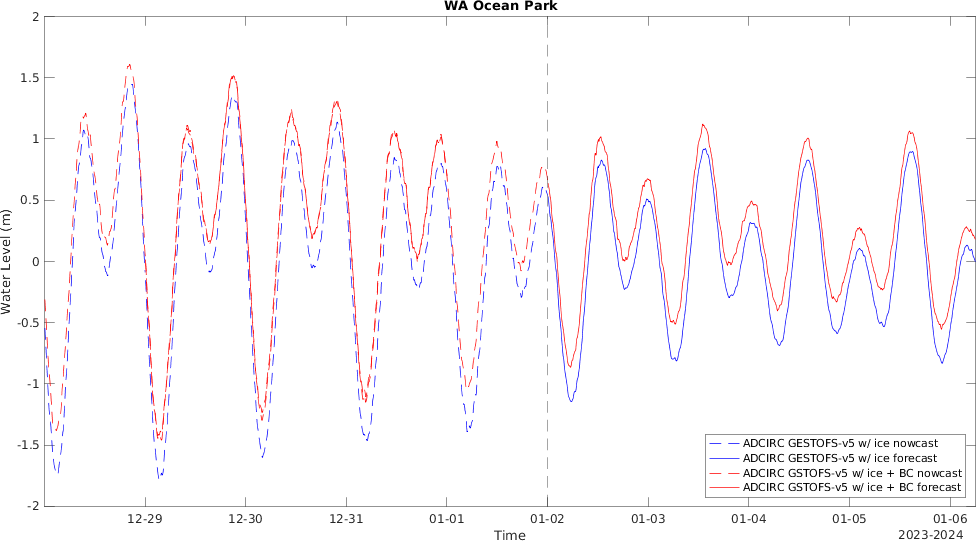 WA Ocean Park
2
1.5
1
0.5
0
-0.5
-1
-1.5
-2
Water Level (m)
12-29
12-30
12-31
01-01
01-02
01-03
01-04
01-05
01-06
Time
2023-2024
ADCIRC GESTOFS-v5 w/ ice nowcast
ADCIRC GESTOFS-v5 w/ ice forecast
ADCIRC GSTOFS-v5 w/ ice + BC nowcast
ADCIRC GSTOFS-v5 w/ ice + BC forecast